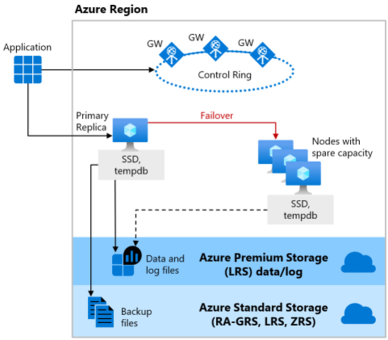 Azure Region
GW
GW
GW
Application
Control Ring
Primary
Replica
Failover
Nodes with
spare capacity
SSD,
tempdb
SSD,
tempdb
Data and
log files
Azure Premium Storage
(LRS) data/log
Backup
files
Azure Standard Storage
(RA-GRS, LRS, ZRS)